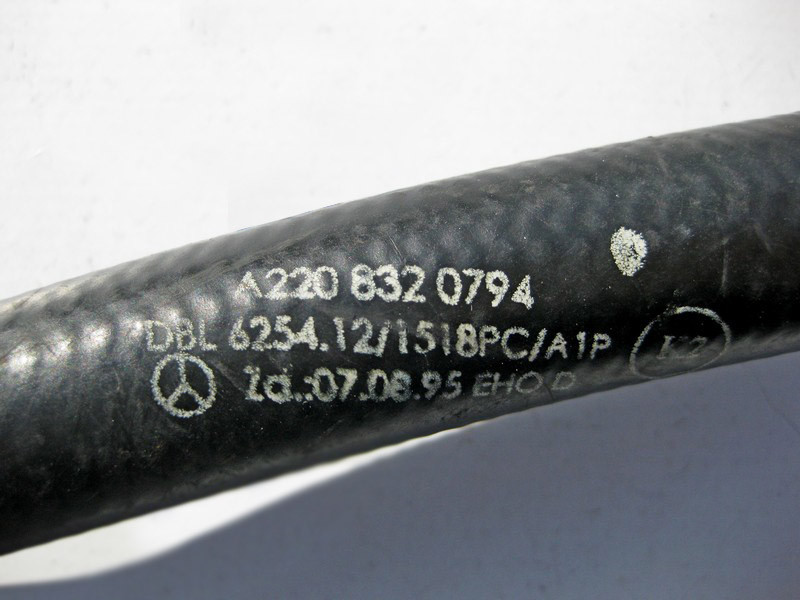 A220 832 0794
DBL 6254.12/1518PC/A1P
Zd.:07.08.95 EHO D